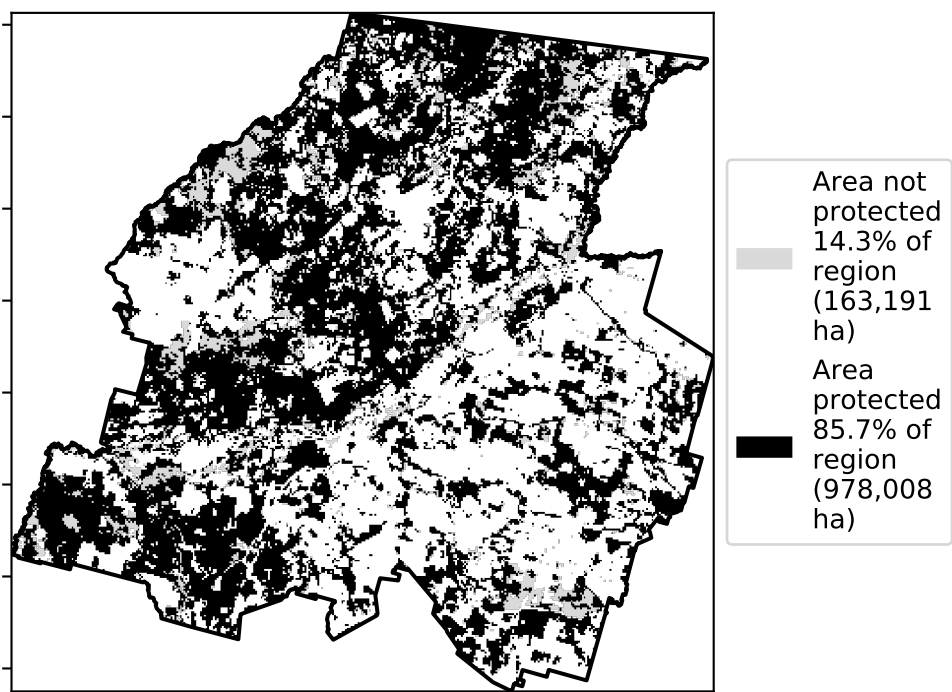 Area not
protected
14.3% of
region
(163,191
ha)
Area
protected
85.7% of
region
(978,008
ha)